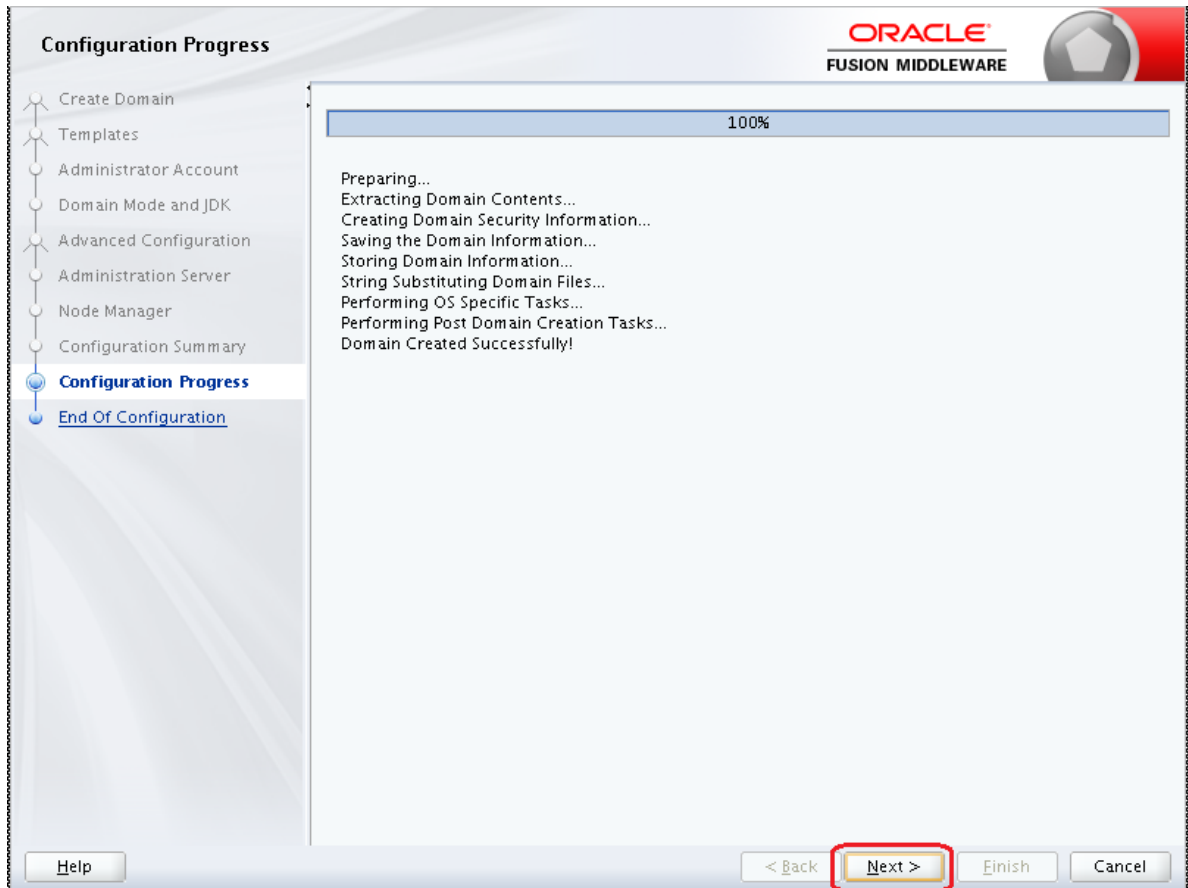 Configuration Progress
ORACLE
FUSION MIDDLEWARE
Create Domain
Templates
Administrator Account
Domain Mode and JDK
Advanced Configuration
Administration Server
Node Manager
Configuration Summary
Configuration Progress
End Of Configuration
100%
Preparing...
Extracting Domain Contents...
Creating Domain Security Information...
Saving the Domain Information...
Storing Domain Information...
String Substituting Domain Files...
Performing OS Specific Tasks...
Performing Post Domain Creation Tasks...
Domain Created Successfully!
Help
< Back
Next >
Finish
Cancel